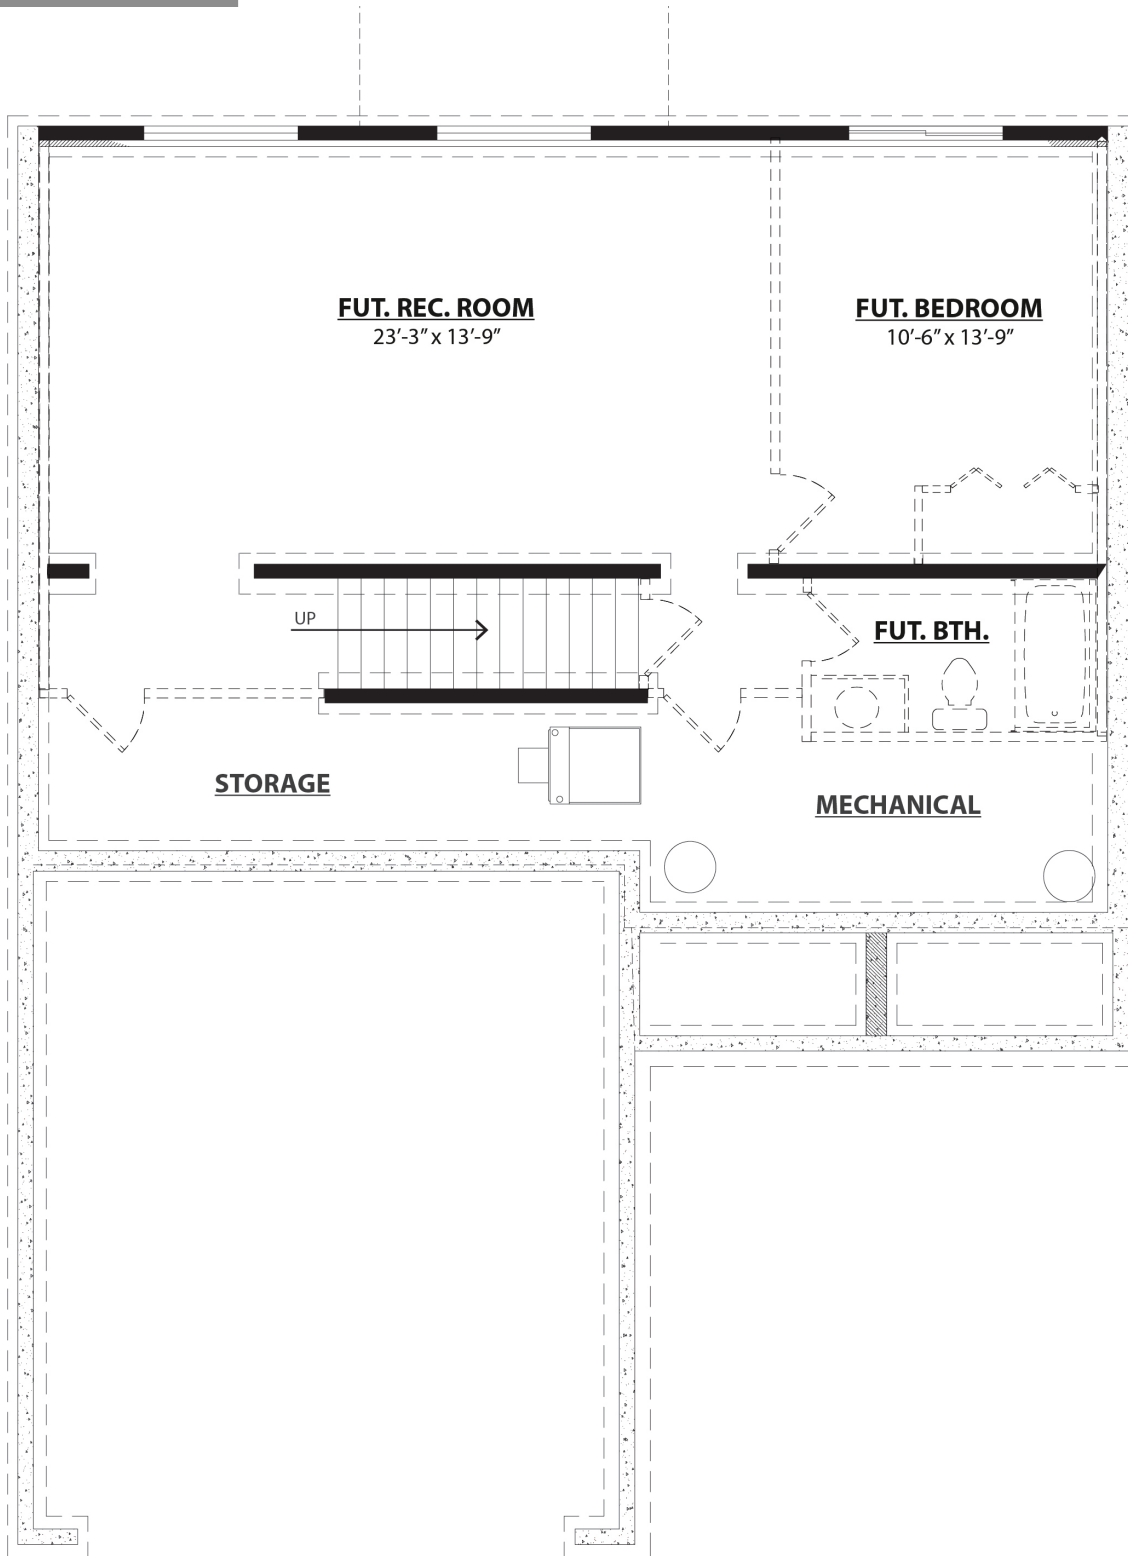 FUT. REC. ROOM
23’-3” x 13’-9”
FUT. BEDROOM
10’-6” x 13’-9”
UP
FUT. BTH.
STORAGE
MECHANICAL